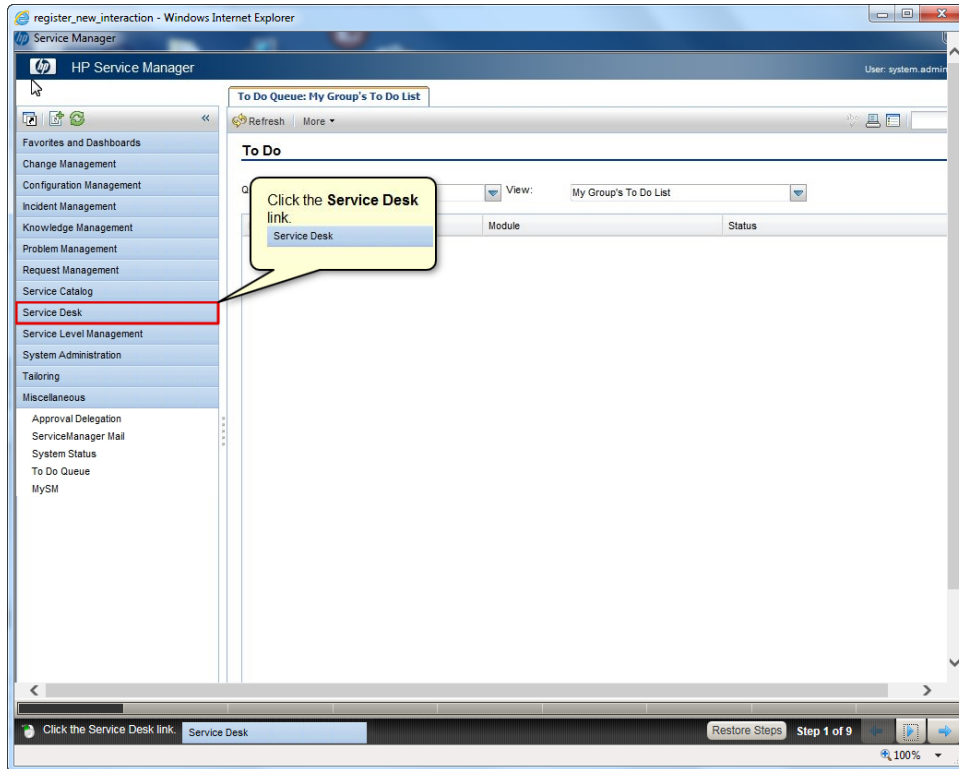 register_new_interaction - Windows Internet Explorer
Service Manager
hp HP Service Manager
User: system.admin
To Do Queue: My Group's To Do List
Refresh More
Favorites and Dashboards
Change Management
Configuration Management
Incident Management
Knowledge Management
Problem Management
Request Management
Service Catalog
Service Desk
Service Level Management
System Administration
Tailoring
Miscellaneous
Approval Delegation
ServiceManager Mail
System Status
To Do Queue
MySM
To Do
Q
View: My Group's To Do List
Module Status
Click the Service Desk
link.
Service Desk
Click the Service Desk link. Service Desk
Restore Steps Step 1 of 9
100%